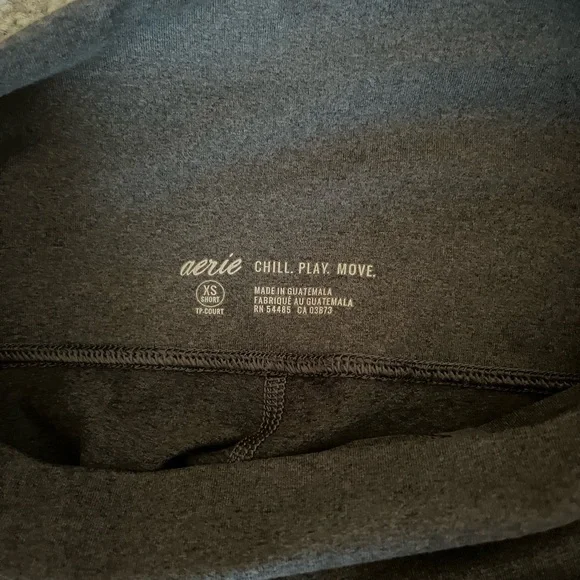 aerie CHILL. PLAY. MOVE.
XS
SHORT
TP-COURT
MADE IN GUATEMALA
FABRIQUÉ AU GUATEMALA
RN 54485 CA 03873